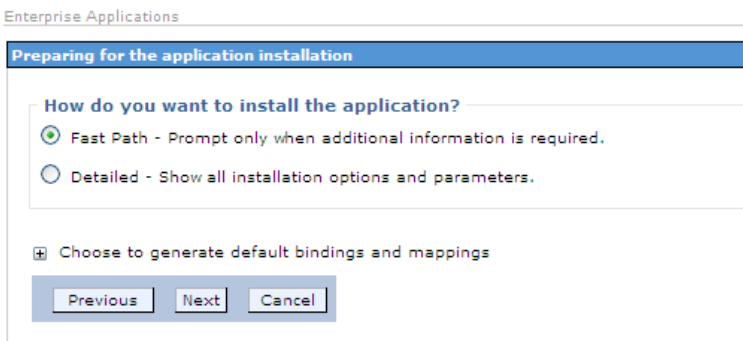 Enterprise Applications
Preparing for the application installation
How do you want to install the application?
Fast Path - Prompt only when additional information is required.
Detailed - Show all installation options and parameters.
Choose to generate default bindings and mappings
Previous Next Cancel